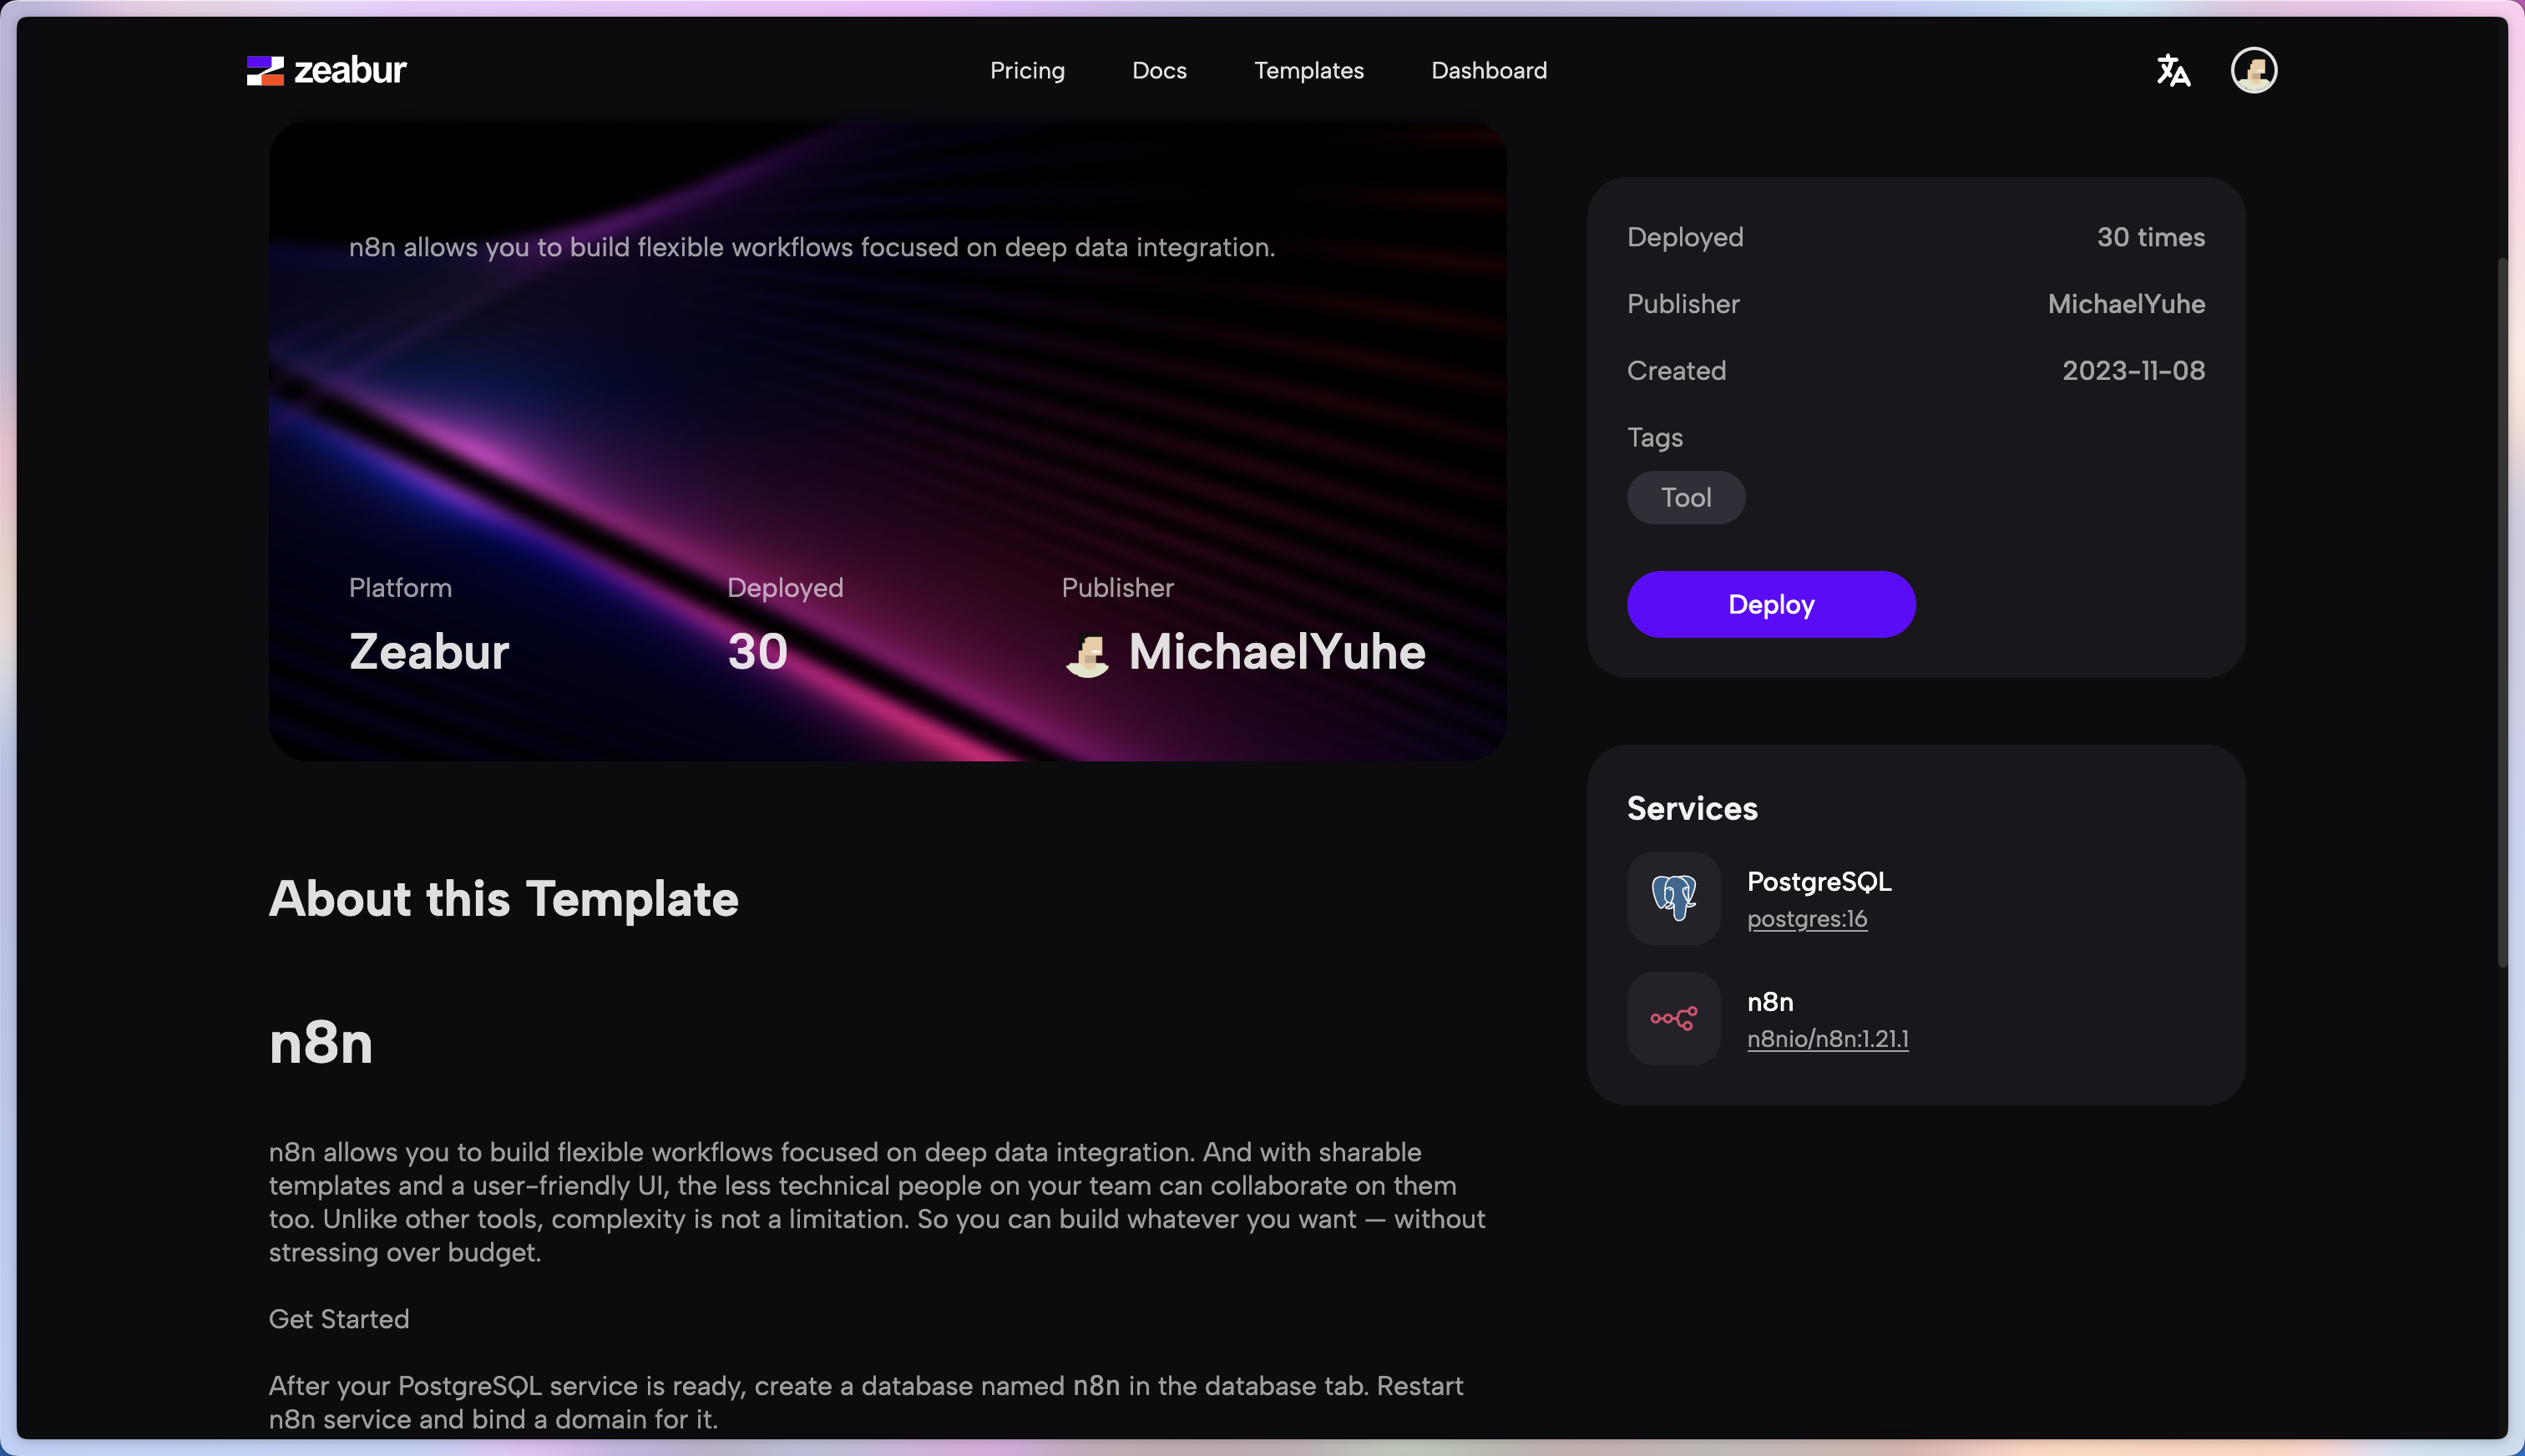 zeabur
Pricing
Docs
Templates
Dashboard
n8n allows you to build flexible workflows focused on deep data integration.
Platform
Zeabur
Deployed
30
Publisher
MichaelYuhe
Deployed
30 times
Publisher
MichaelYuhe
Created
2023-11-08
Tags
Tool
Deploy
Services
PostgreSQL
postgres:16
n8n
n8nio/n8n:1.21.1
About this Template
n8n
n8n allows you to build flexible workflows focused on deep data integration. And with sharable
templates and a user-friendly UI, the less technical people on your team can collaborate on them
too. Unlike other tools, complexity is not a limitation. So you can build whatever you want — without
stressing over budget.
Get Started
After your PostgreSQL service is ready, create a database named n8n in the database tab. Restart
n8n service and bind a domain for it.